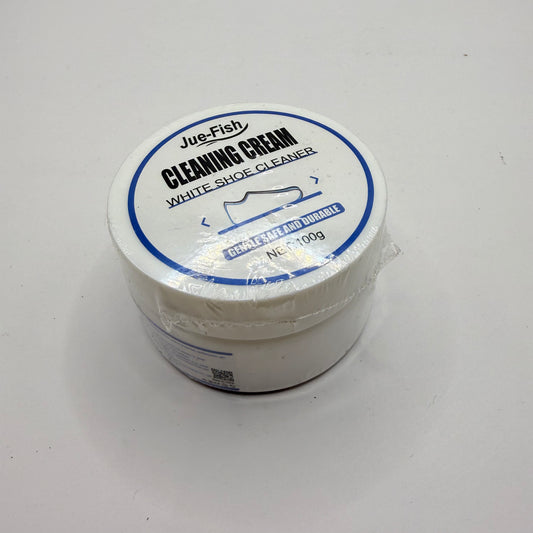 Jue-Fish
CLEANING CREAM
WHITE SHOE CLEANER
GENTLE SAFE AND DURABLE
NET 100g